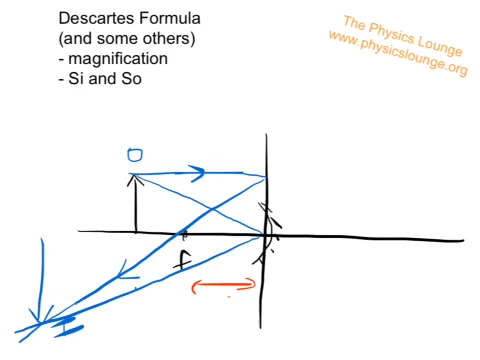 Descartes Formula
(and some others)
- magnification
- Si and So
The Physics Lounge
www.physicslounge.org
O
f
I